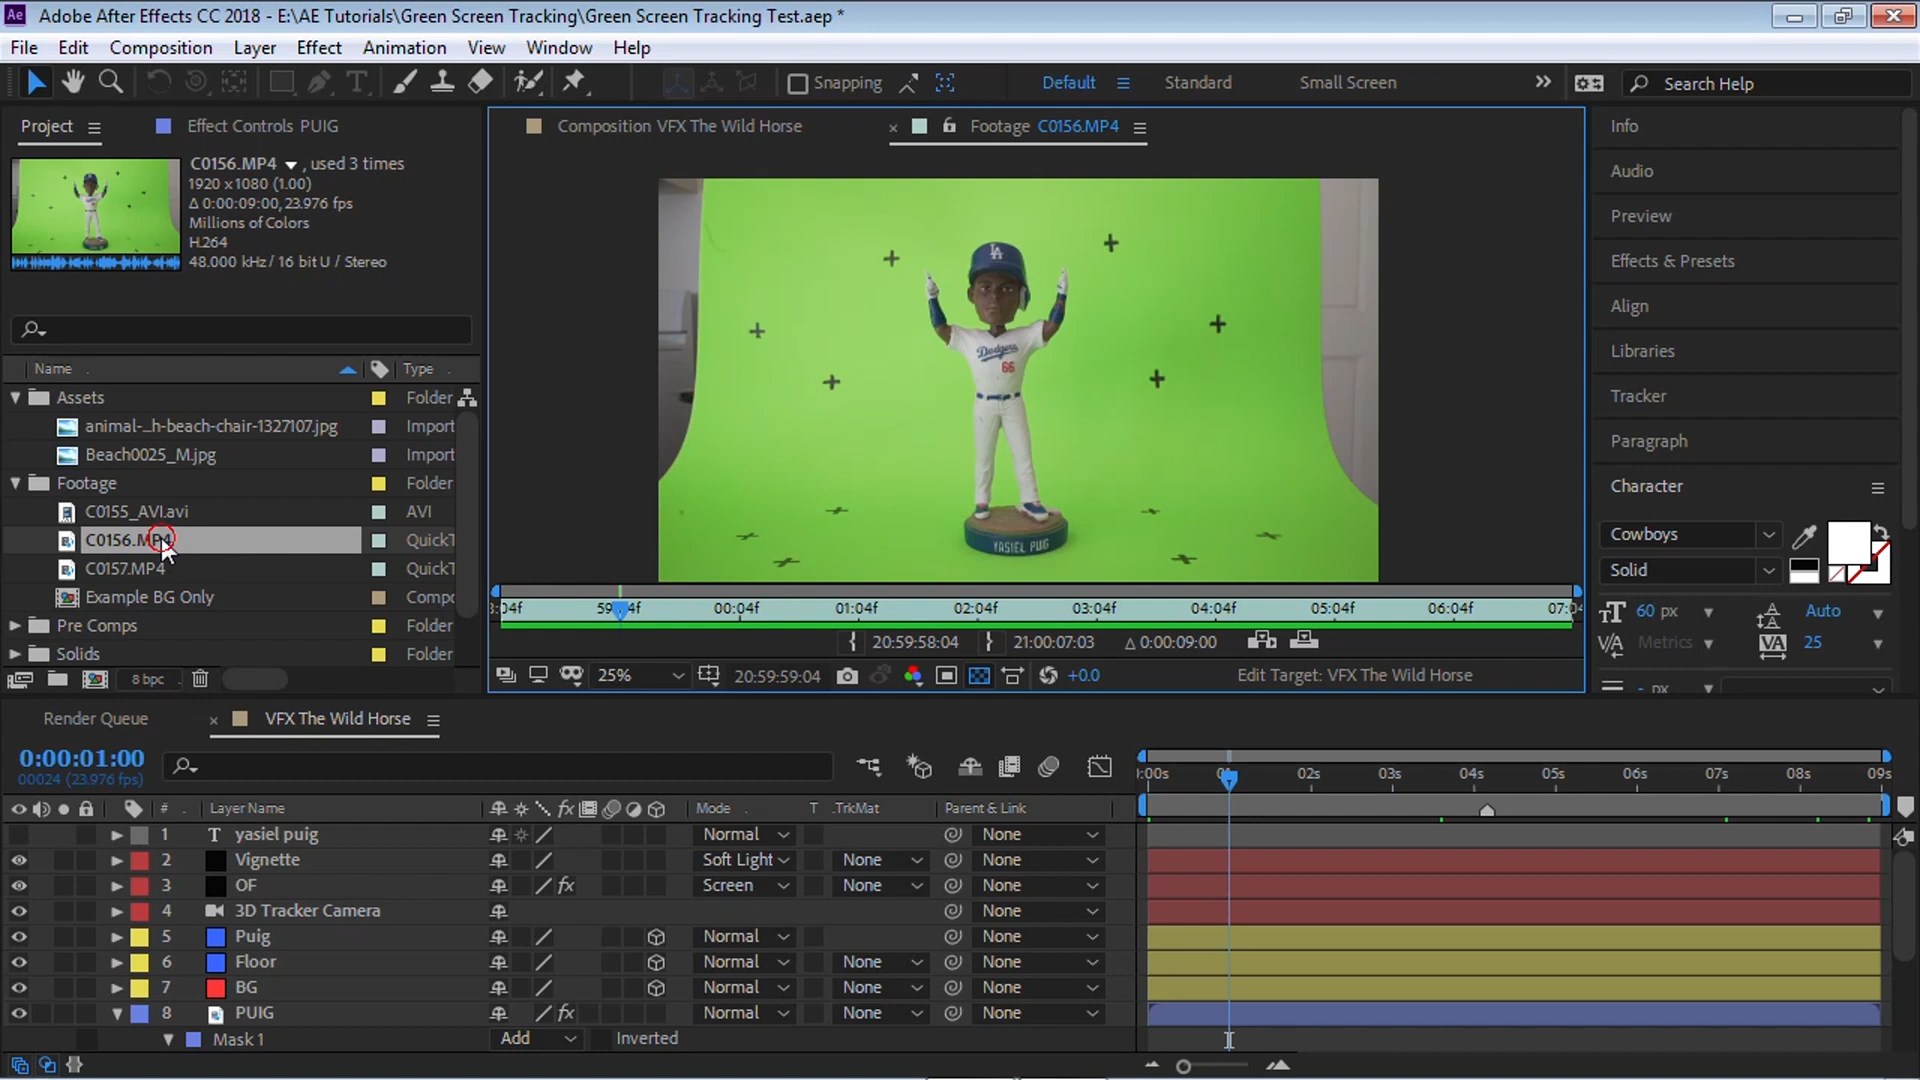 Adobe After Effects CC 2018 - E:\AE Tutorials\Green Screen Tracking\Green Screen Tracking Test.aep *
File Edit Composition Layer Effect Animation View Window Help
Snapping Default Standard Small Screen Search Help
Project Effect Controls PUIG Composition VFX The Wild Horse Footage C0156.MP4
C0156.MP4 , used 3 times
1920 x 1080 (1.00)
Δ 0:00:09:00, 23.976 fps
Millions of Colors
H.264
48.000 kHz / 16 bit U / Stereo
Name Type
Assets Folder
animal-_h-beach-chair-1327107.jpg Import
Beach0025_M.jpg Import
Footage Folder
C0155_AVI.avi AVI
C0156.MP4 QuickT
C0157.MP4 QuickT
Example BG Only Compo
Pre Comps Folder
Solids Folder
8 bpc
LA
Dodgers
66
YASIEL PUIG
00:04f 01:04f 02:04f 03:04f 04:04f 05:04f 06:04f
20:59:58:04 21:00:07:03 Δ 0:00:09:00
25% 20:59:59:04 +0.0 Edit Target: VFX The Wild Horse
Info
Audio
Preview
Effects & Presets
Align
Libraries
Tracker
Paragraph
Character
Cowboys
Solid
60 px Auto
Metrics 25
- px
Render Queue VFX The Wild Horse
0:00:01:00
00024 (23.976 fps)
:00s 02s 03s 04s 05s 06s 07s 08s 09s
# Layer Name Mode T .TrkMat Parent & Link
1 yasiel puig Normal None
2 Vignette Soft Light None None
3 OF Screen None None
4 3D Tracker Camera None
5 Puig Normal None
6 Floor Normal None None
7 BG Normal None None
8 PUIG Normal None None
Mask 1 Add Inverted